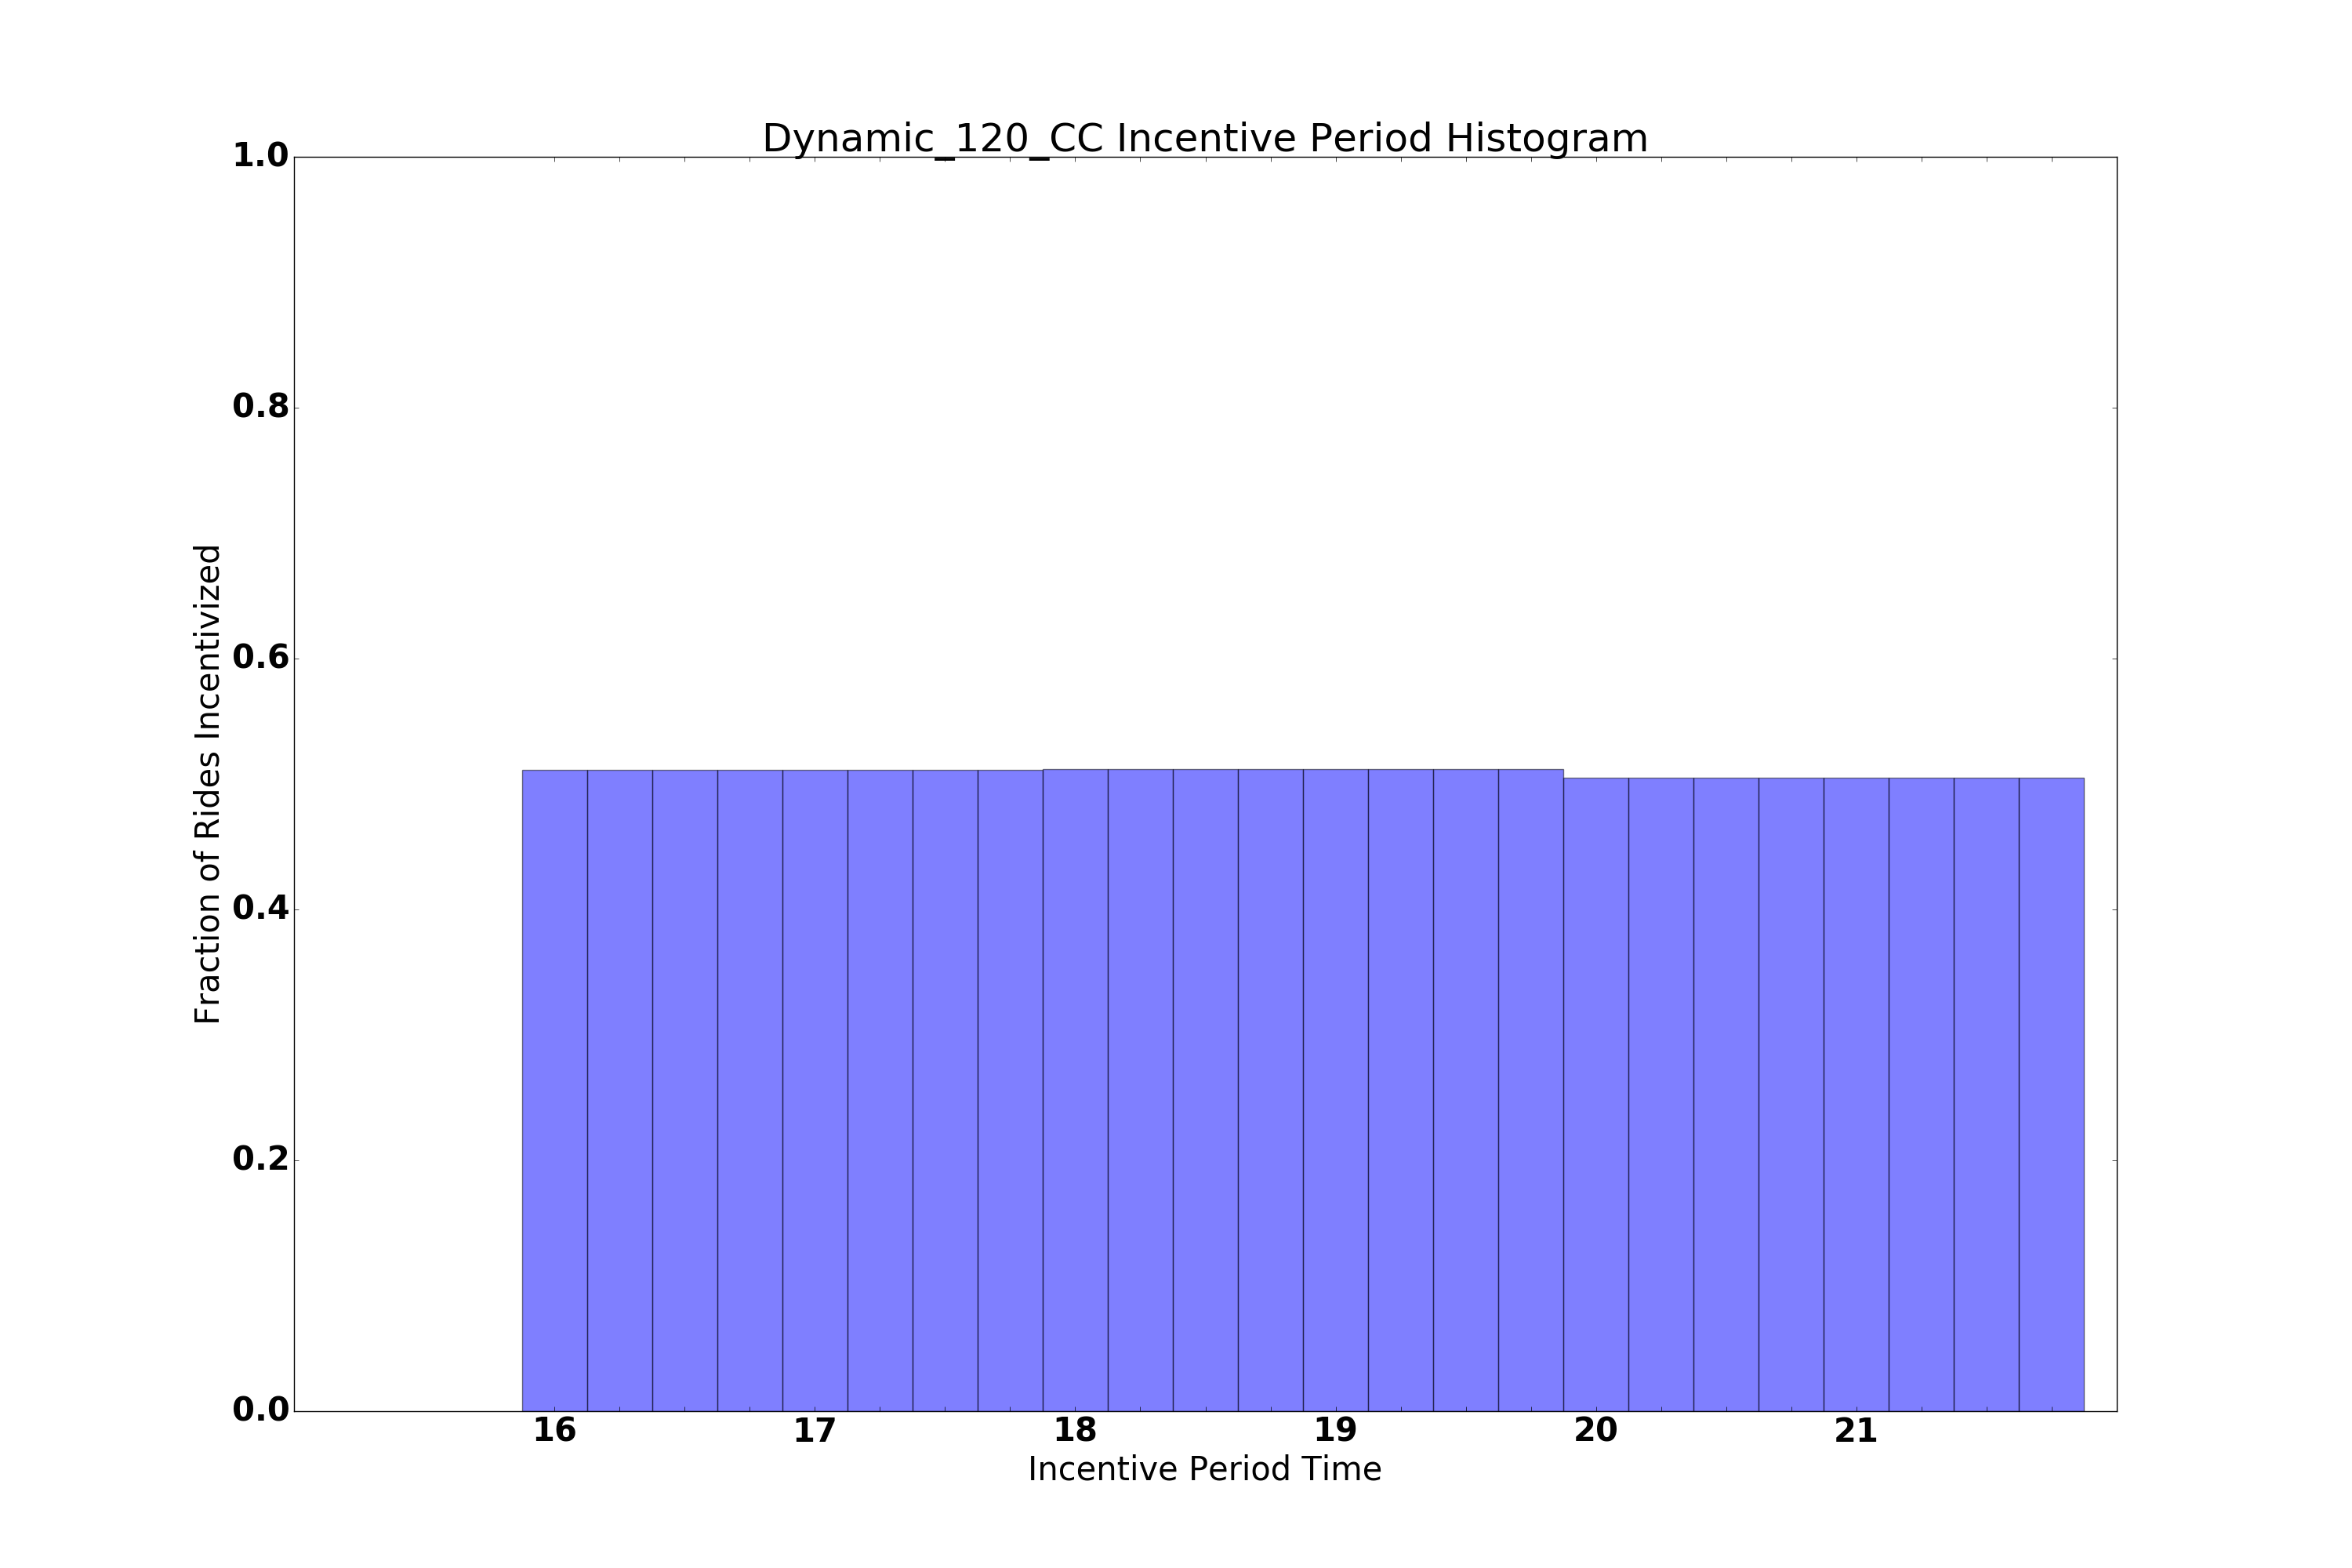 Dynamic_120_CC Incentive Period Histogram
1.0
0.8
0.6
0.4
0.2
0.0
Fraction of Rides Incentivized
16 17 18 19 20 21
Incentive Period Time